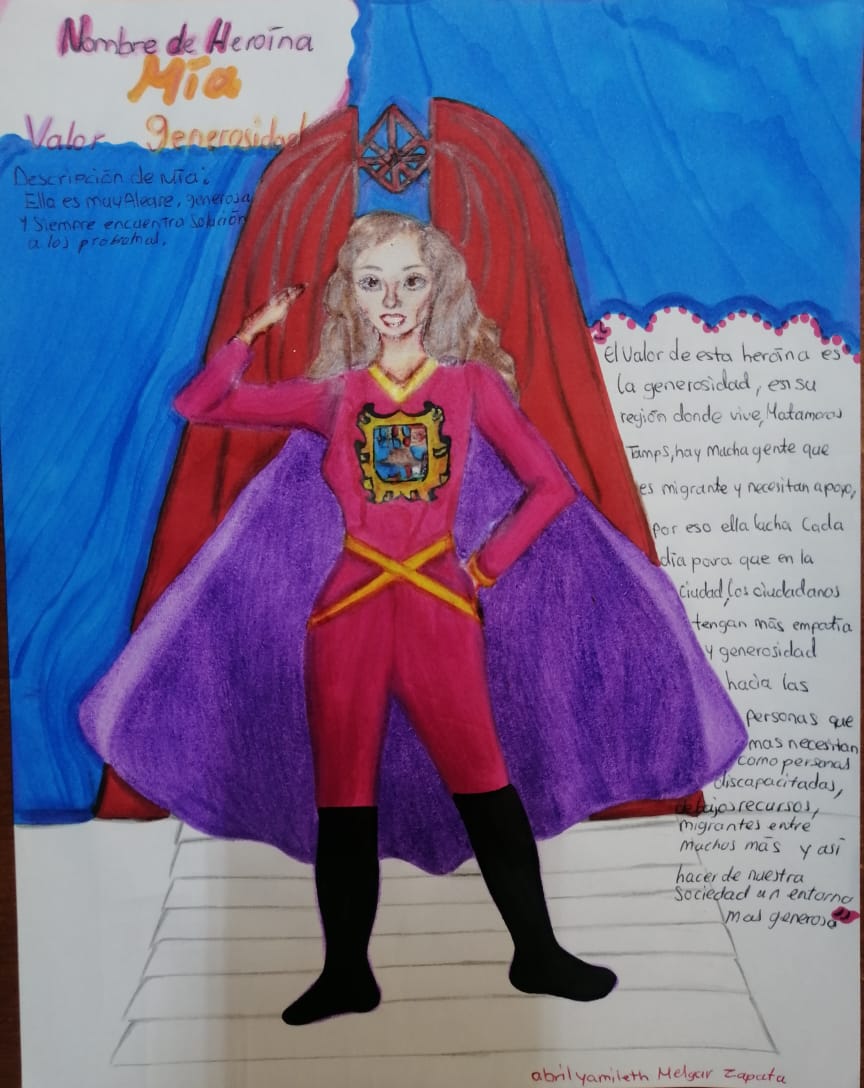 Nombre de Heroína
Mía
Valor generosidad
Descripción de Mía:
Ella es muy Alegre, generosa
y Siempre encuentra solución
a los probemal.
El Valor de esta heroína es
la generosidad, en su
región donde vive, Matamoros
Tamps, hay mucha gente que
es migrante y necesitan apoyo,
por eso ella lucha Cada
día para que en la
ciudad, los ciudadanos
tengan más empatía
y generosidad
hacia las
personas que
mas necesitan
como personas
discapacitadas,
de bajos recursos,
migrantes entre
muchos más y así
hacer de nuestra
Sociedad un entorno
mas generoso
abril yamileth Melgar Zapata